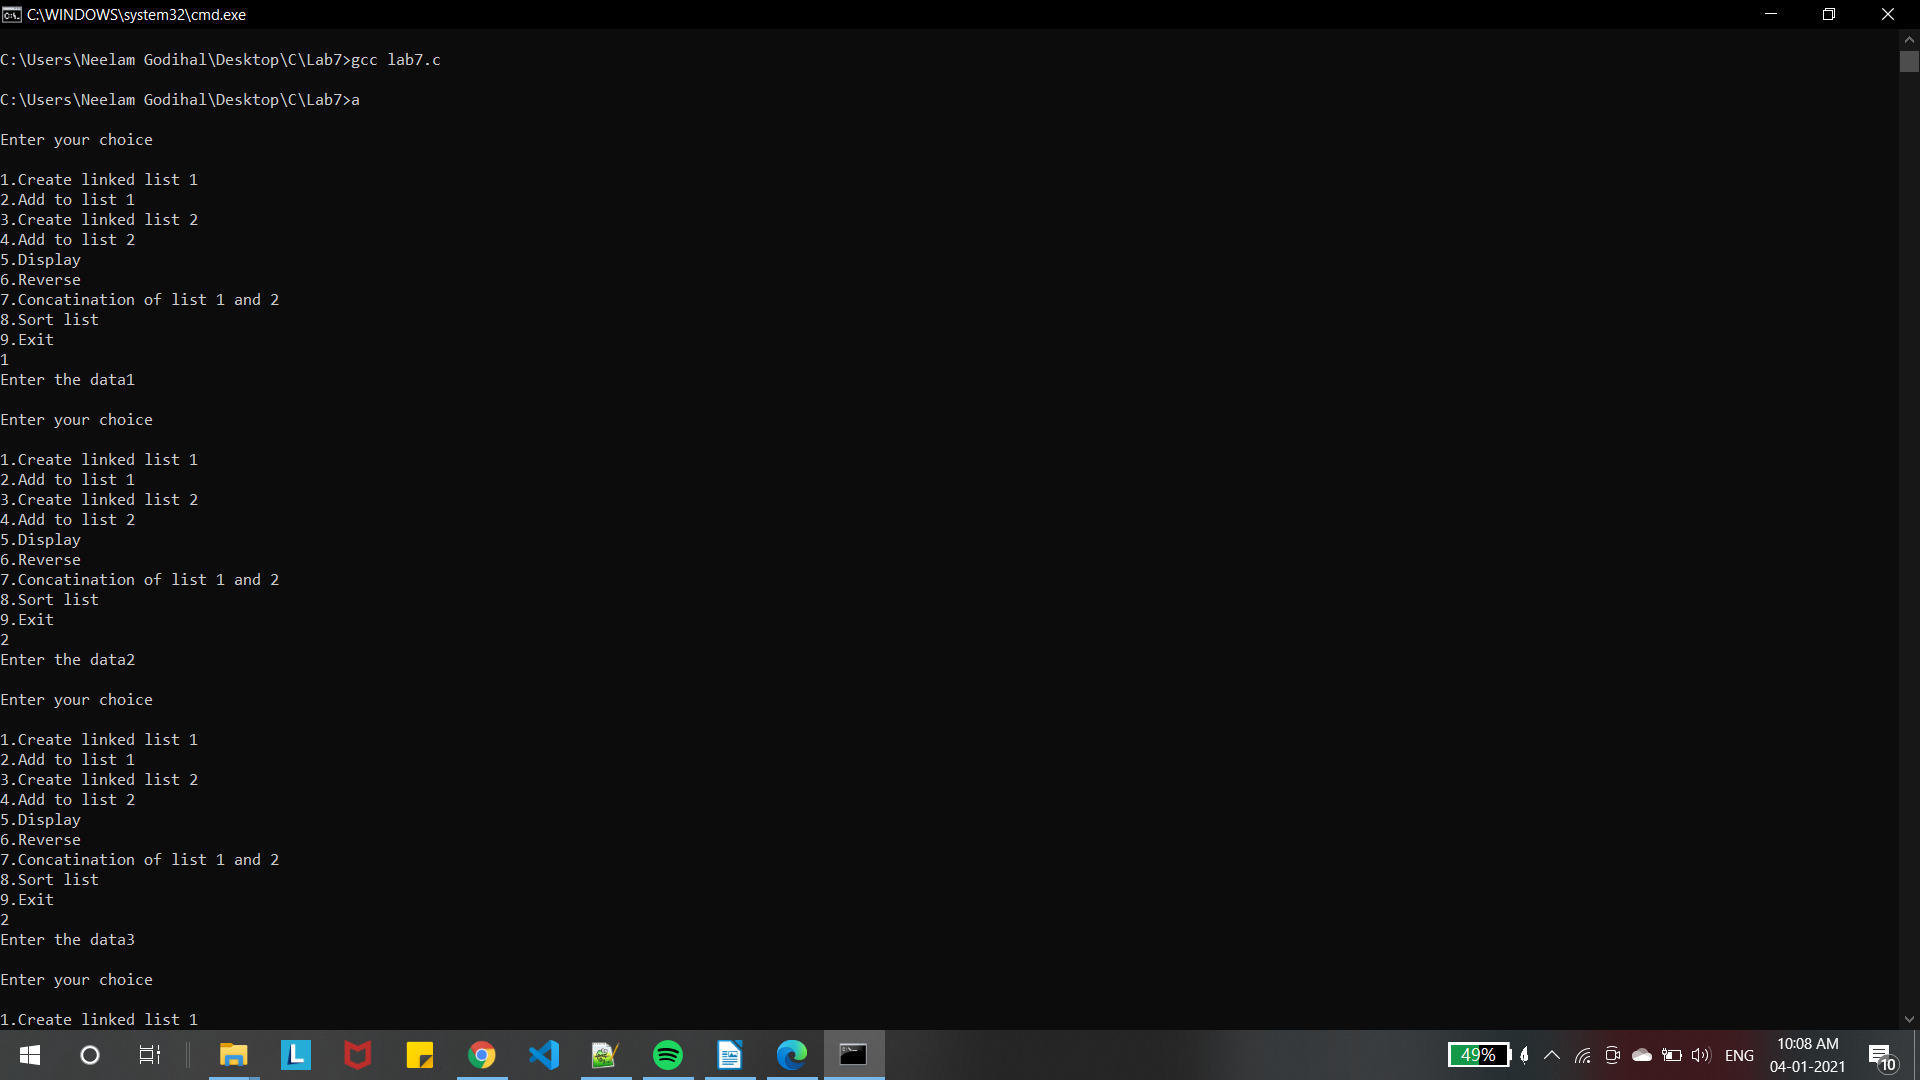 C:\WINDOWS\system32\cmd.exe
C:\Users\Neelam Godihal\Desktop\C\Lab7>gcc lab7.c
C:\Users\Neelam Godihal\Desktop\C\Lab7>a
Enter your choice
1.Create linked list 1
2.Add to list 1
3.Create linked list 2
4.Add to list 2
5.Display
6.Reverse
7.Concatination of list 1 and 2
8.Sort list
9.Exit
1
Enter the data1
Enter your choice
1.Create linked list 1
2.Add to list 1
3.Create linked list 2
4.Add to list 2
5.Display
6.Reverse
7.Concatination of list 1 and 2
8.Sort list
9.Exit
2
Enter the data2
Enter your choice
1.Create linked list 1
2.Add to list 1
3.Create linked list 2
4.Add to list 2
5.Display
6.Reverse
7.Concatination of list 1 and 2
8.Sort list
9.Exit
2
Enter the data3
Enter your choice
1.Create linked list 1
L
49%
ENG
10:08 AM
04-01-2021
10